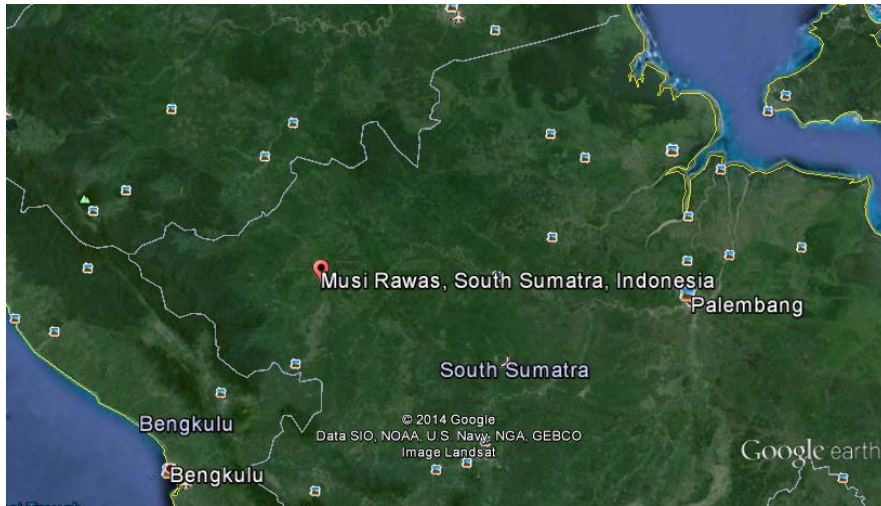 Musi Rawas, South Sumatra, Indonesia
Palembang
South Sumatra
Bengkulu
© 2014 Google
Data SIO, NOAA, U.S. Navy, NGA, GEBCO
Image Landsat
Google earth
Bengkulu